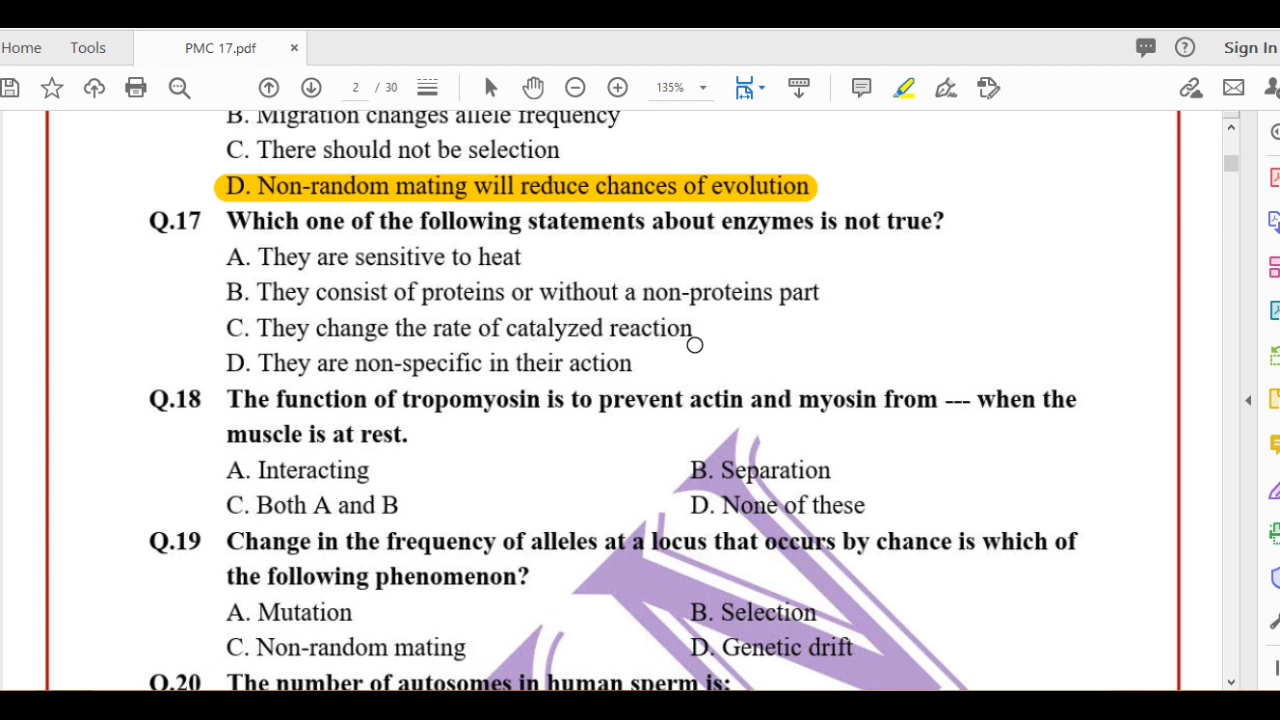 Home Tools PMC 17.pdf × Sign In
2 / 30 135%
B. Migration changes allele frequency
C. There should not be selection
D. Non-random mating will reduce chances of evolution
Q.17 Which one of the following statements about enzymes is not true?
A. They are sensitive to heat
B. They consist of proteins or without a non-proteins part
C. They change the rate of catalyzed reaction
D. They are non-specific in their action
Q.18 The function of tropomyosin is to prevent actin and myosin from --- when the
muscle is at rest.
A. Interacting B. Separation
C. Both A and B D. None of these
Q.19 Change in the frequency of alleles at a locus that occurs by chance is which of
the following phenomenon?
A. Mutation B. Selection
C. Non-random mating D. Genetic drift
Q.20 The number of autosomes in human sperm is: